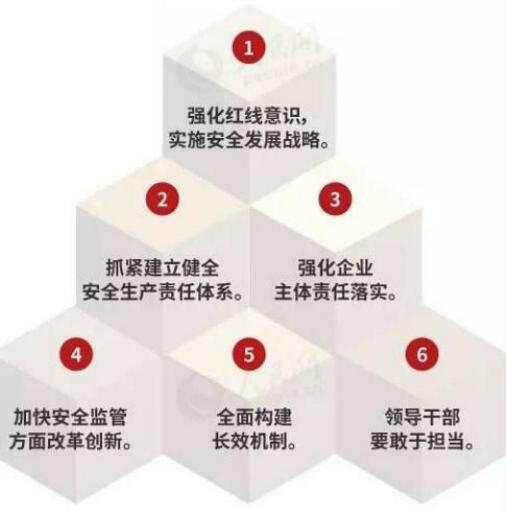 1
强化红线意识，
实施安全发展战略。
2
抓紧建立健全
安全生产责任体系。
3
强化企业
主体责任落实。
4
加快安全监管
方面改革创新。
5
全面构建
长效机制。
6
领导干部
要敢于担当。